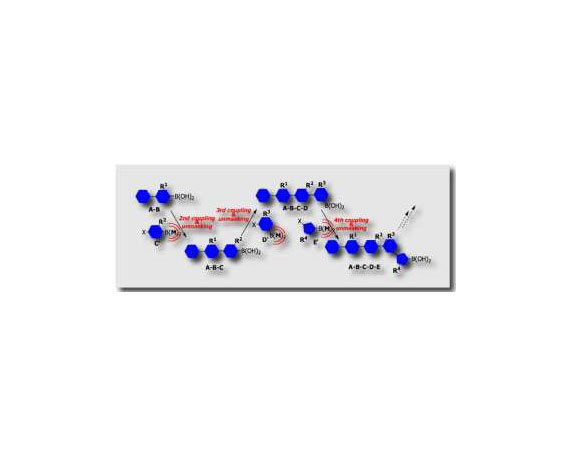 R¹
B(OH)₂
A-B
2nd coupling
&
unmasking
R²
X
B(M)
C'
R¹
R²
B(OH)₂
A-B-C
3rd coupling
&
unmasking
R³
X
B(M)₂
D'
R¹
R²
R³
B(OH)₂
A-B-C-D
4th coupling
&
unmasking
X
B(M)
R⁴
E'
R¹
R²
R³
R⁴
B(OH)₂
A-B-C-D-E